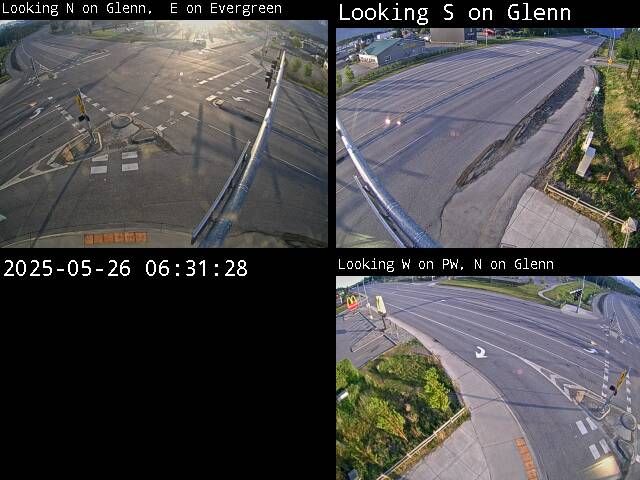 Looking N on Glenn, E on Evergreen
Looking S on Glenn
2025-05-26 06:31:28
Looking W on PW, N on Glenn